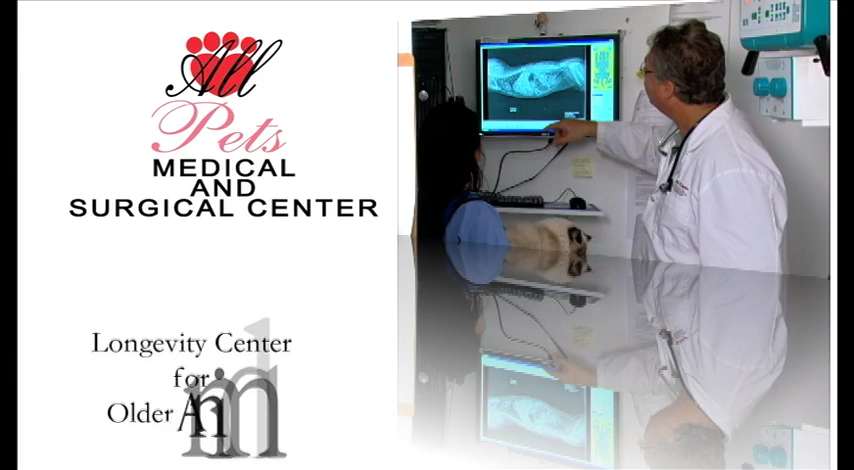 All
Pets
MEDICAL
AND
SURGICAL CENTER
Longevity Center
for
Older